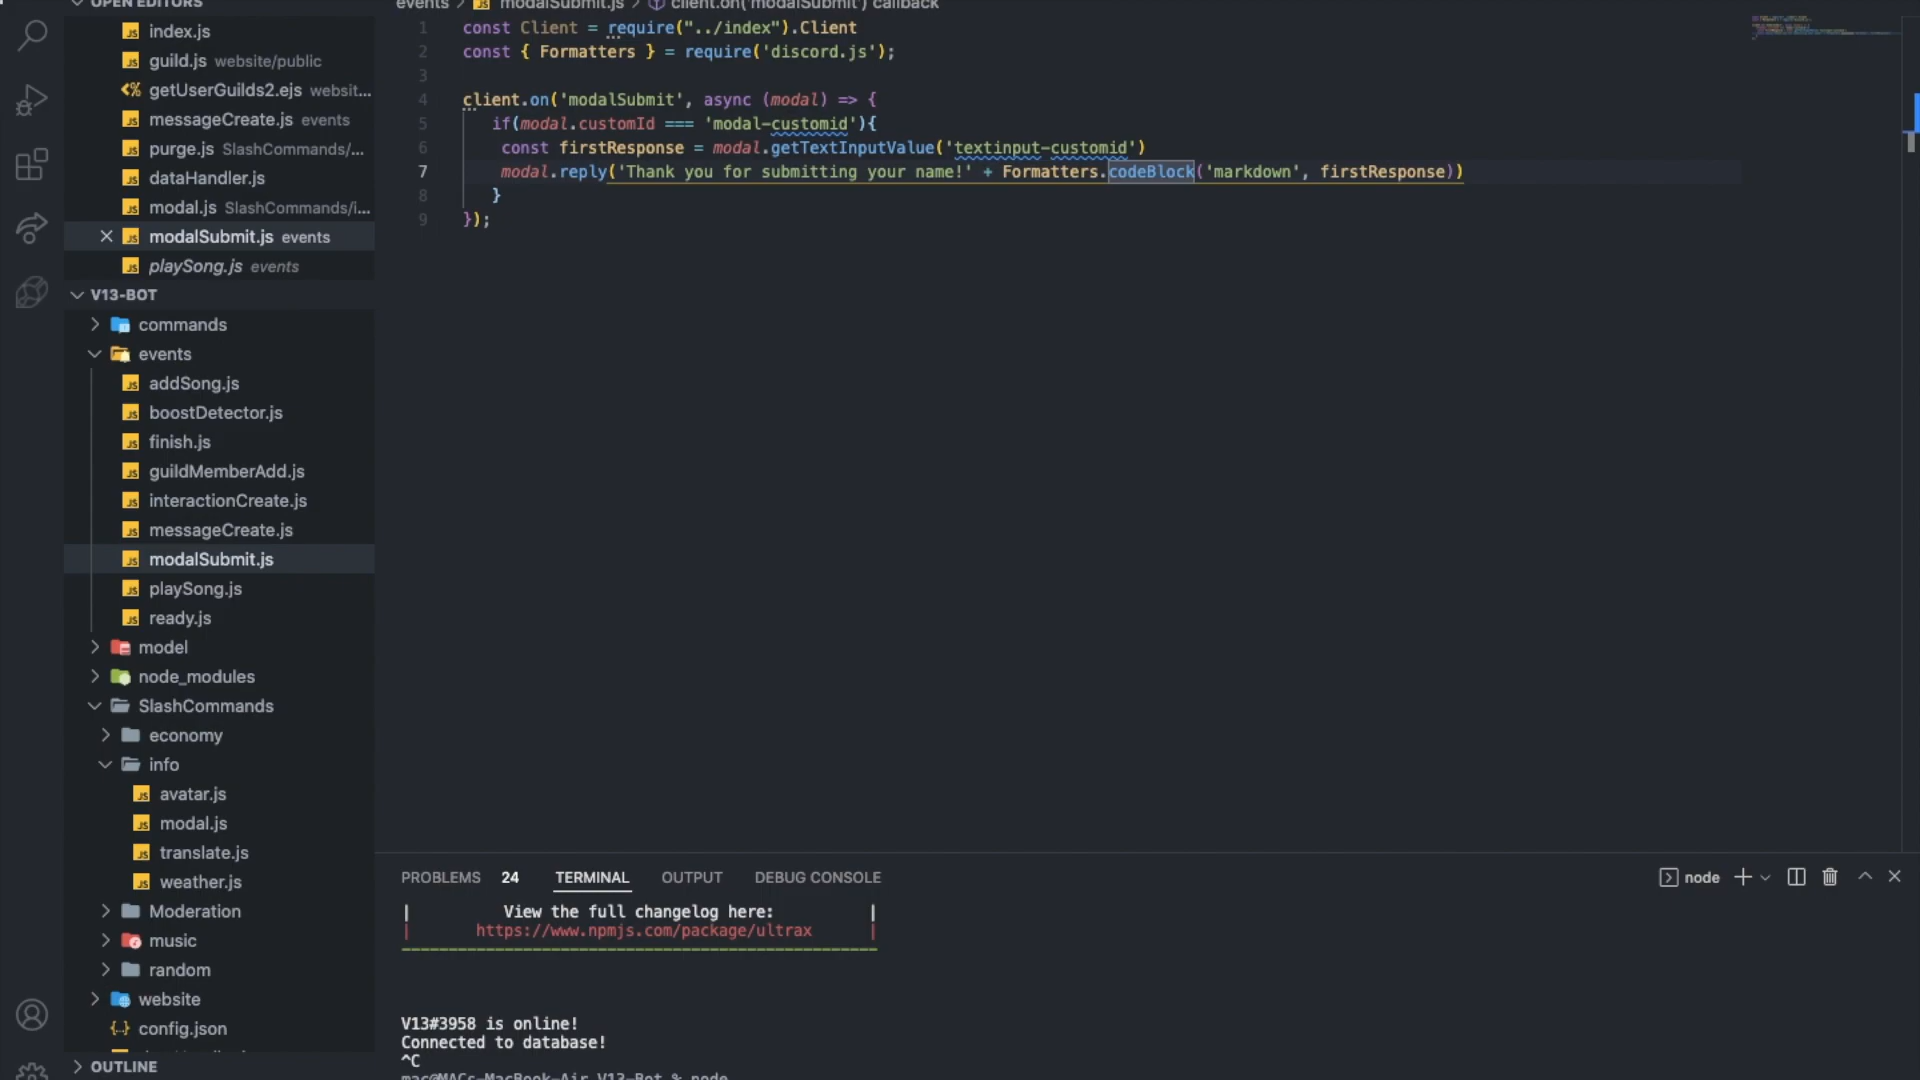 OPEN EDITORS
index.js
guild.js website/public
getUserGuilds2.ejs websit...
messageCreate.js events
purge.js SlashCommands/...
dataHandler.js
modal.js SlashCommands/i...
modalSubmit.js events
playSong.js events
V13-BOT
commands
events
addSong.js
boostDetector.js
finish.js
guildMemberAdd.js
interactionCreate.js
messageCreate.js
modalSubmit.js
playSong.js
ready.js
model
node_modules
SlashCommands
economy
info
avatar.js
modal.js
translate.js
weather.js
Moderation
music
random
website
config.json
OUTLINE
events > modalSubmit.js > client.on('modalSubmit') callback
1 const Client = require("../index").Client
2 const { Formatters } = require('discord.js');
3
4 client.on('modalSubmit', async (modal) => {
5 if(modal.customId === 'modal-customid'){
6 const firstResponse = modal.getTextInputValue('textinput-customid')
7 modal.reply('Thank you for submitting your name!' + Formatters.codeBlock('markdown', firstResponse))
8 }
9 });
PROBLEMS 24 TERMINAL OUTPUT DEBUG CONSOLE
node
| View the full changelog here: |
| https://www.npmjs.com/package/ultrax |
V13#3958 is online!
Connected to database!
^C
mac@MACs-MacBook-Air V13-Bot % node